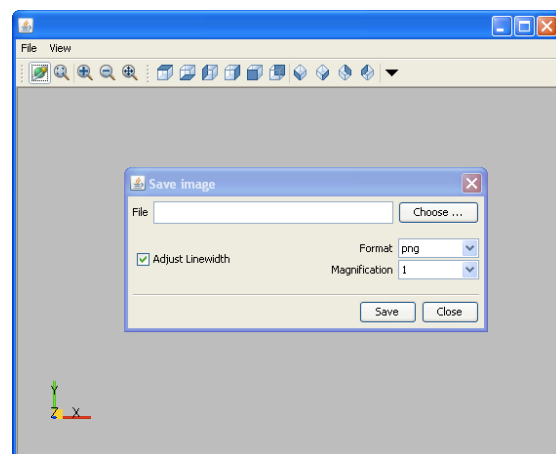 File View
Save image
File Choose ...
Adjust Linewidth
Format png
Magnification 1
Save Close
Y
Z X